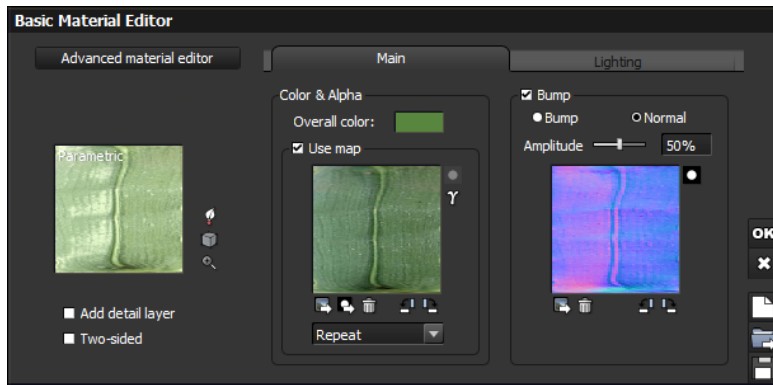 Basic Material Editor
Advanced material editor
Main
Lighting
Color & Alpha
Overall color:
Use map
Bump
Bump
Normal
Amplitude
50%
Parametric
γ
Add detail layer
Two-sided
Repeat
OK